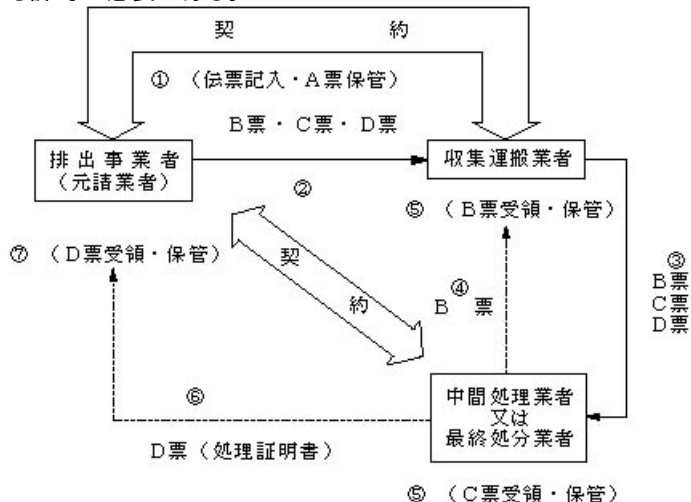 契 約
① (伝票記入・A票保管)
B票・C票・D票
排出事業者
(元請業者)
収集運搬業者
②
⑤ (B票受領・保管)
⑦ (D票受領・保管)
契
約
④
B 票
③
B票
C票
D票
⑥
中間処理業者
又は
最終処分業者
D票(処理証明書)
⑤ (C票受領・保管)